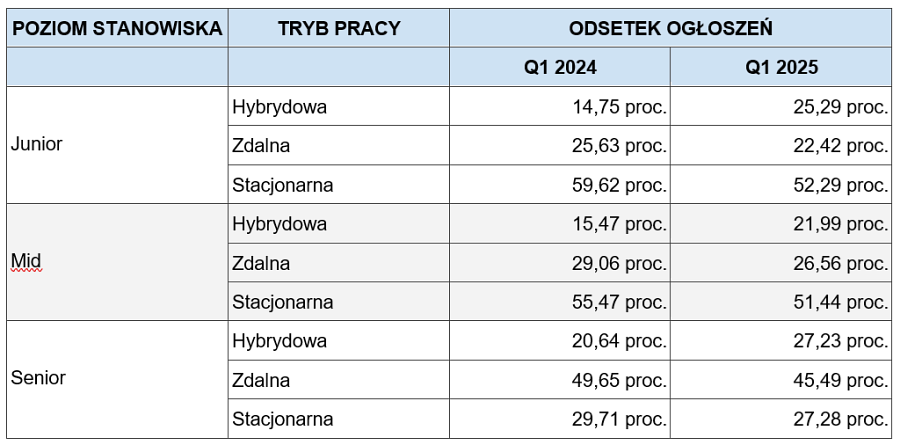 POZIOM STANOWISKA TRYB PRACY ODSETEK OGŁOSZEŃ
Q1 2024 Q1 2025
Junior
Hybrydowa 14,75 proc. 25,29 proc.
Zdalna 25,63 proc. 22,42 proc.
Stacjonarna 59,62 proc. 52,29 proc.
Mid
Hybrydowa 15,47 proc. 21,99 proc.
Zdalna 29,06 proc. 26,56 proc.
Stacjonarna 55,47 proc. 51,44 proc.
Senior
Hybrydowa 20,64 proc. 27,23 proc.
Zdalna 49,65 proc. 45,49 proc.
Stacjonarna 29,71 proc. 27,28 proc.